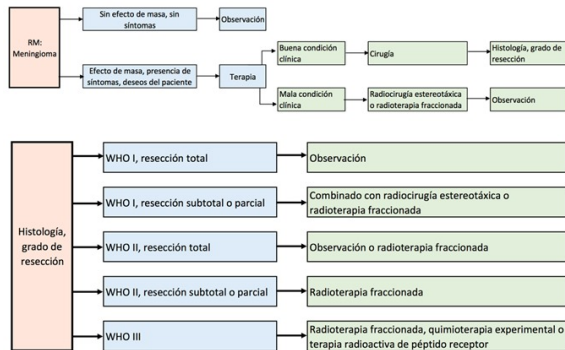 RM:
Meningioma
Sin efecto de masa, sin
síntomas
Observación
Efecto de masa, presencia de
síntomas, deseos del paciente
Terapia
Buena condición
clínica
Cirugía
Histología, grado de
resección
Mala condición
clínica
Radiocirugía estereotáxica
o radioterapia fraccionada
Observación
Histología,
grado de
resección
WHO I, resección total
Observación
WHO I, resección subtotal o parcial
Combinado con radiocirugía estereotáxica o
radioterapia fraccionada
WHO II, resección total
Observación o radioterapia fraccionada
WHO II, resección subtotal o parcial
Radioterapia fraccionada
WHO III
Radioterapia fraccionada, quimioterapia experimental o
terapia radioactiva de péptido receptor